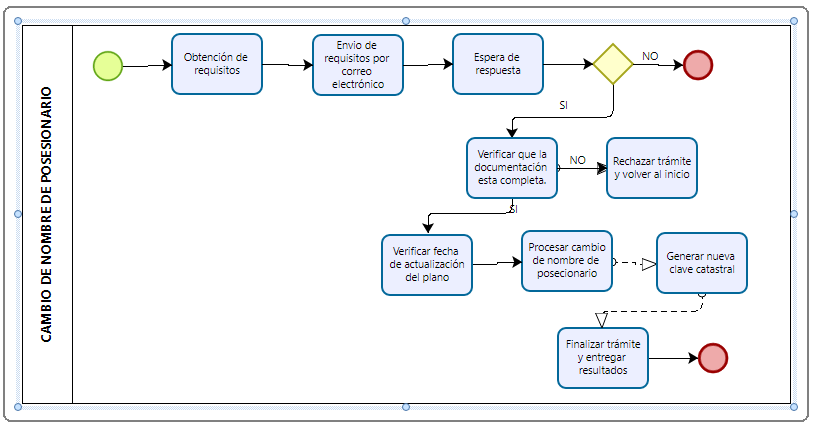 CAMBIO DE NOMBRE DE POSESIONARIO
Obtención de
requisitos
Envio de
requisitos por
correo
electrónico
Espera de
respuesta
NO
SI
Verificar que la
documentación
esta completa.
NO
Rechazar trámite
y volver al inicio
SI
Verificar fecha
de actualización
del plano
Procesar cambio
de nombre de
posecionario
Generar nueva
clave catastral
Finalizar trámite
y entregar
resultados